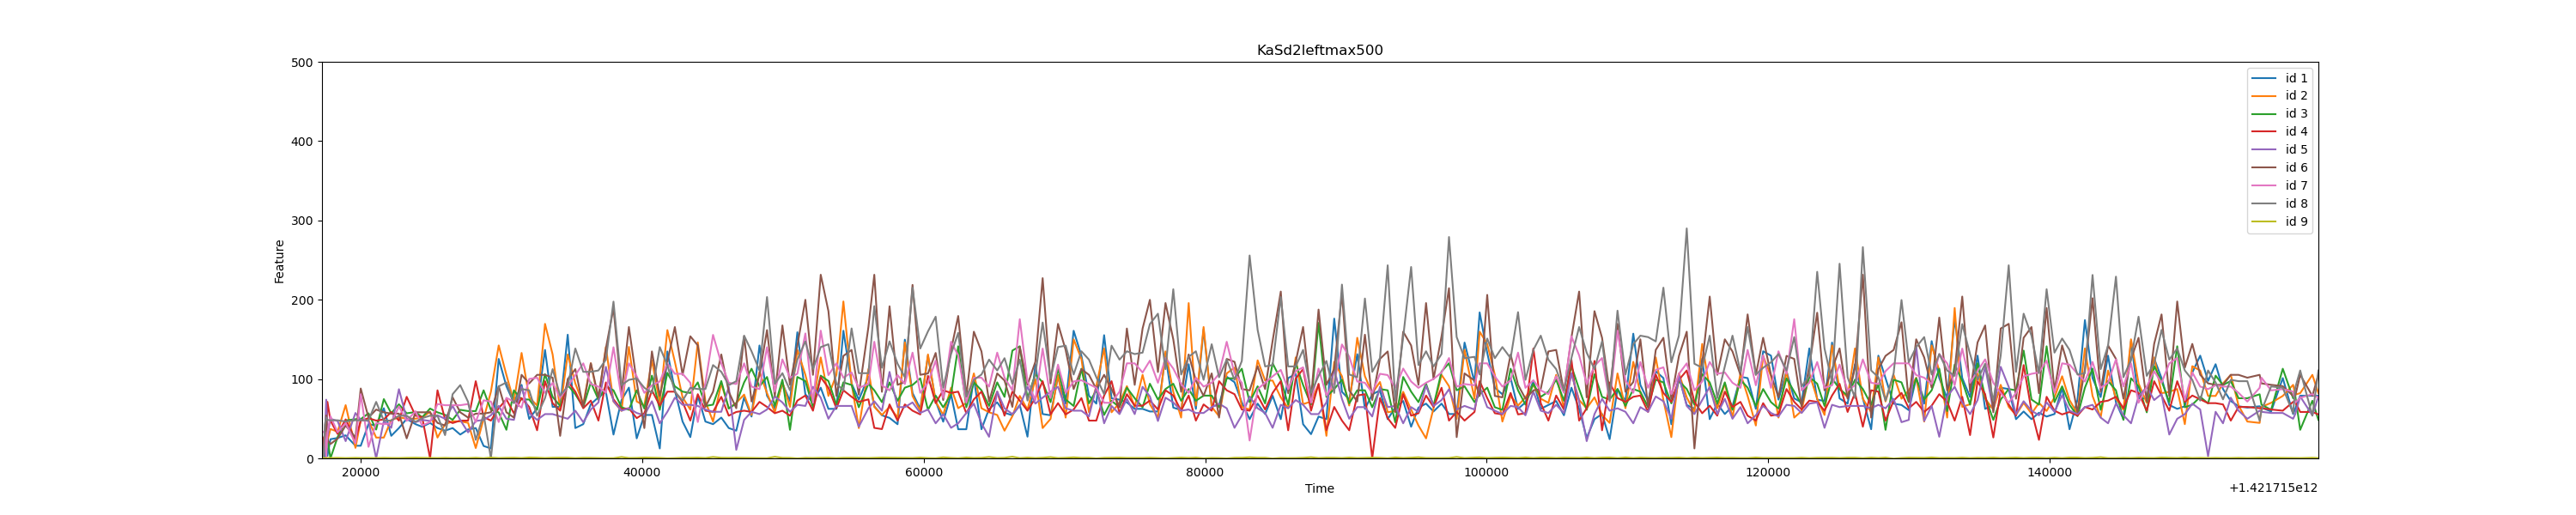 KaSd2leftmax500
500
400
300
200
100
0
Feature
20000 40000 60000 80000 100000 120000 140000
Time
+1.421715e12
id 1
id 2
id 3
id 4
id 5
id 6
id 7
id 8
id 9